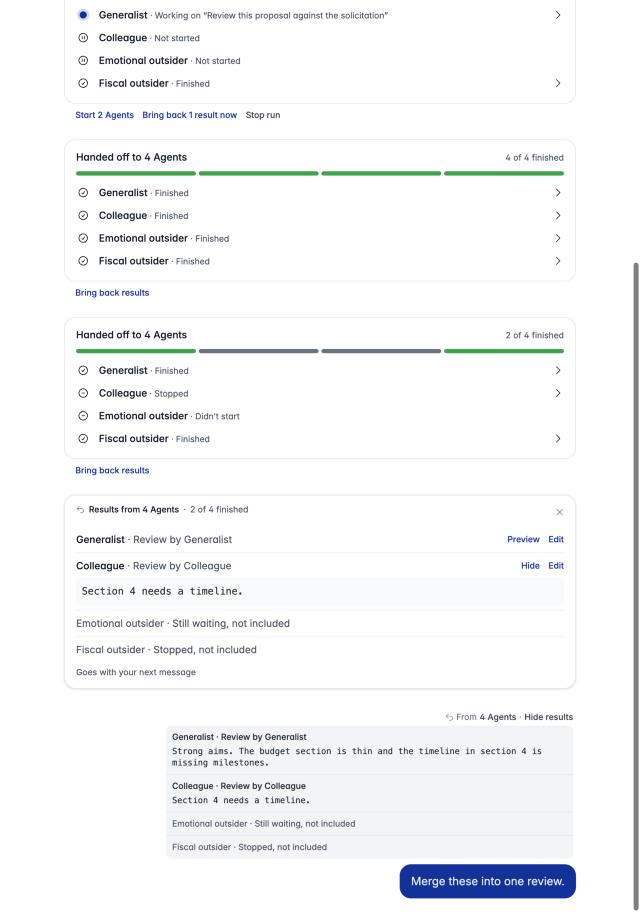 Generalist · Working on “Review this proposal against the solicitation”
Colleague · Not started
Emotional outsider · Not started
Fiscal outsider · Finished
Start 2 Agents Bring back 1 result now Stop run
Handed off to 4 Agents 4 of 4 finished
Generalist · Finished
Colleague · Finished
Emotional outsider · Finished
Fiscal outsider · Finished
Bring back results
Handed off to 4 Agents 2 of 4 finished
Generalist · Finished
Colleague · Stopped
Emotional outsider · Didn't start
Fiscal outsider · Finished
Bring back results
Results from 4 Agents · 2 of 4 finished
Generalist · Review by Generalist Preview Edit
Colleague · Review by Colleague Hide Edit
Section 4 needs a timeline.
Emotional outsider · Still waiting, not included
Fiscal outsider · Stopped, not included
Goes with your next message
From 4 Agents · Hide results
Generalist · Review by Generalist
Strong aims. The budget section is thin and the timeline in section 4 is
missing milestones.
Colleague · Review by Colleague
Section 4 needs a timeline.
Emotional outsider · Still waiting, not included
Fiscal outsider · Stopped, not included
Merge these into one review.